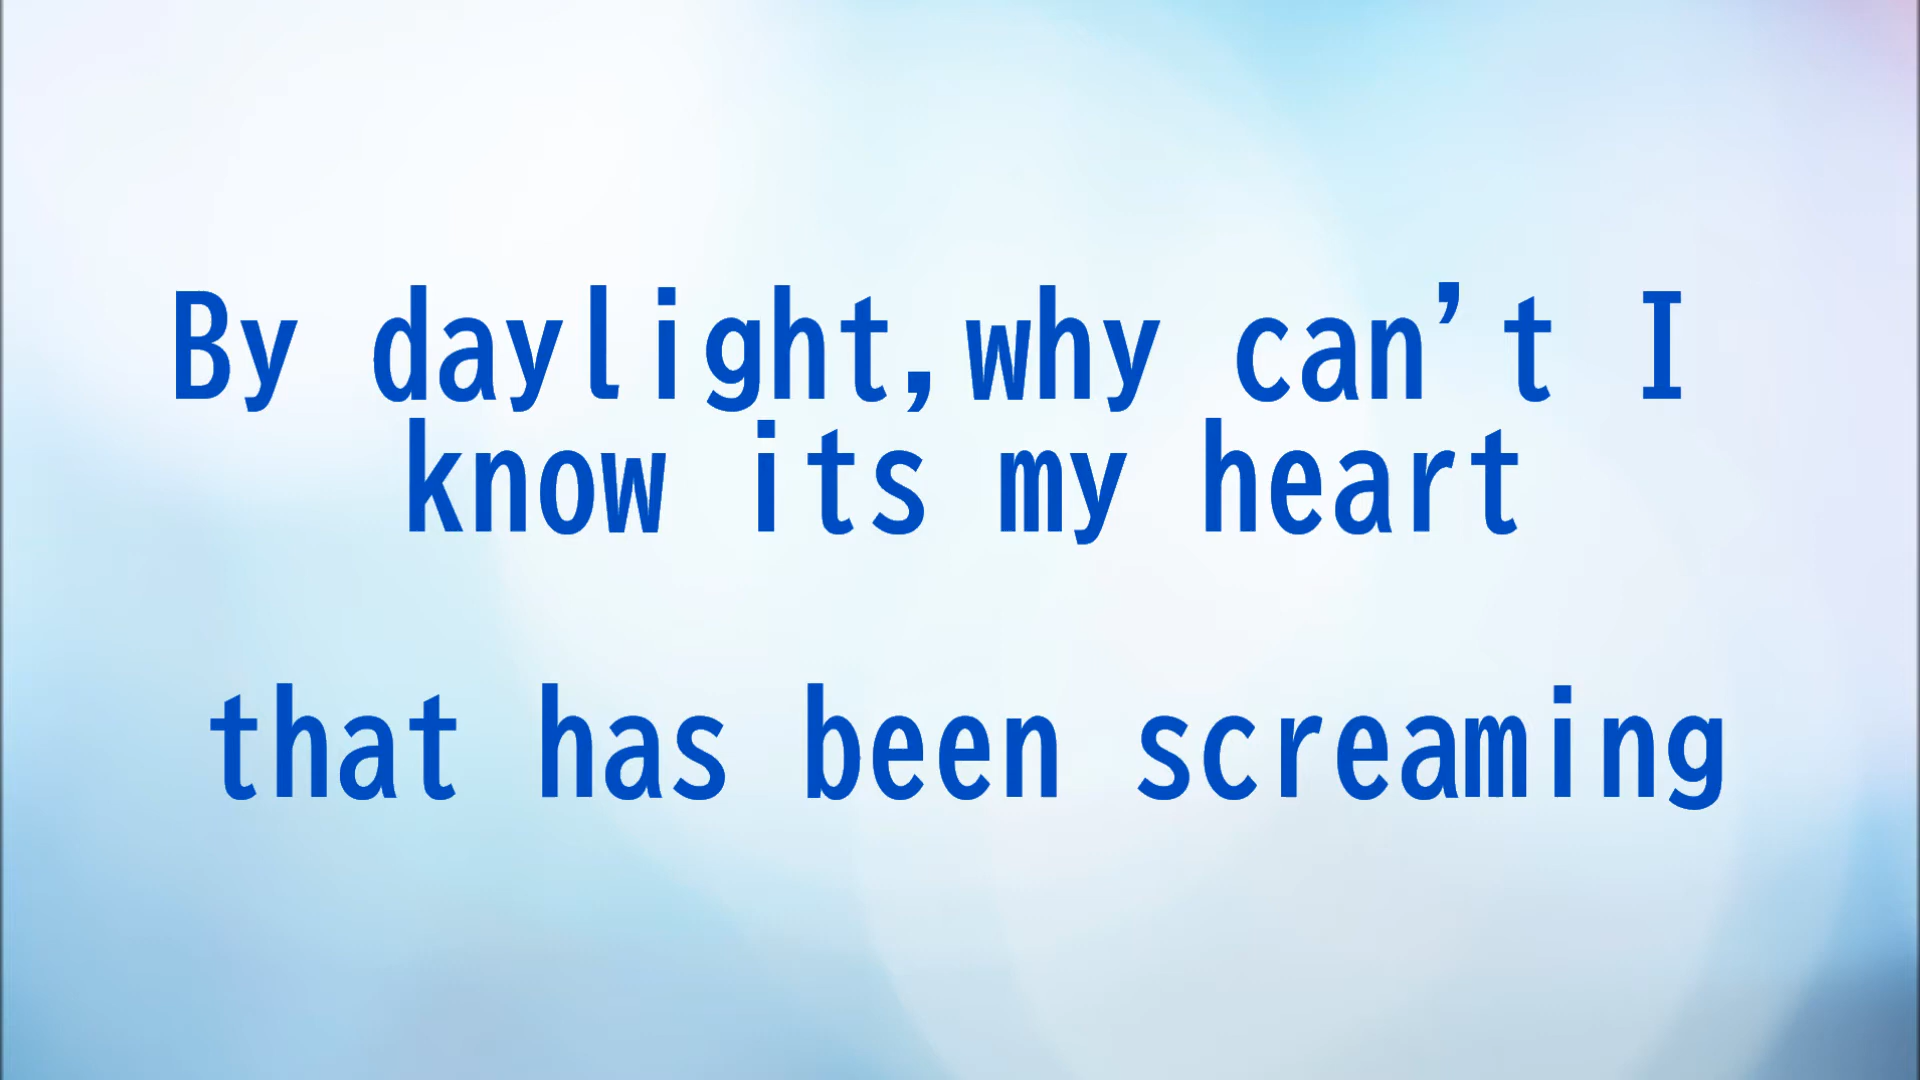 By daylight,why can’t I
know its my heart
that has been screaming